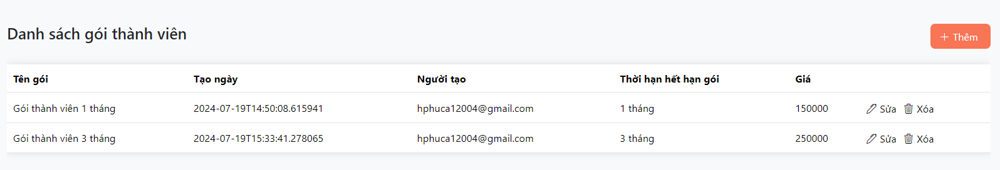 Danh sách gói thành viên
+ Thêm
Tên gói Tạo ngày Người tạo Thời hạn hết hạn gói Giá
Gói thành viên 1 tháng 2024-07-19T14:50:08.615941 hphuca12004@gmail.com 1 tháng 150000 Sửa Xóa
Gói thành viên 3 tháng 2024-07-19T15:33:41.278065 hphuca12004@gmail.com 3 tháng 250000 Sửa Xóa